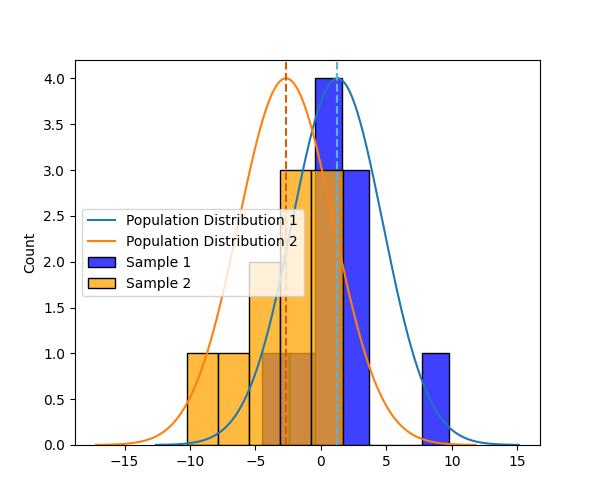 4.0
3.5
3.0
2.5
2.0
1.5
1.0
0.5
0.0
Count
Population Distribution 1
Population Distribution 2
Sample 1
Sample 2
−15 −10 −5 0 5 10 15